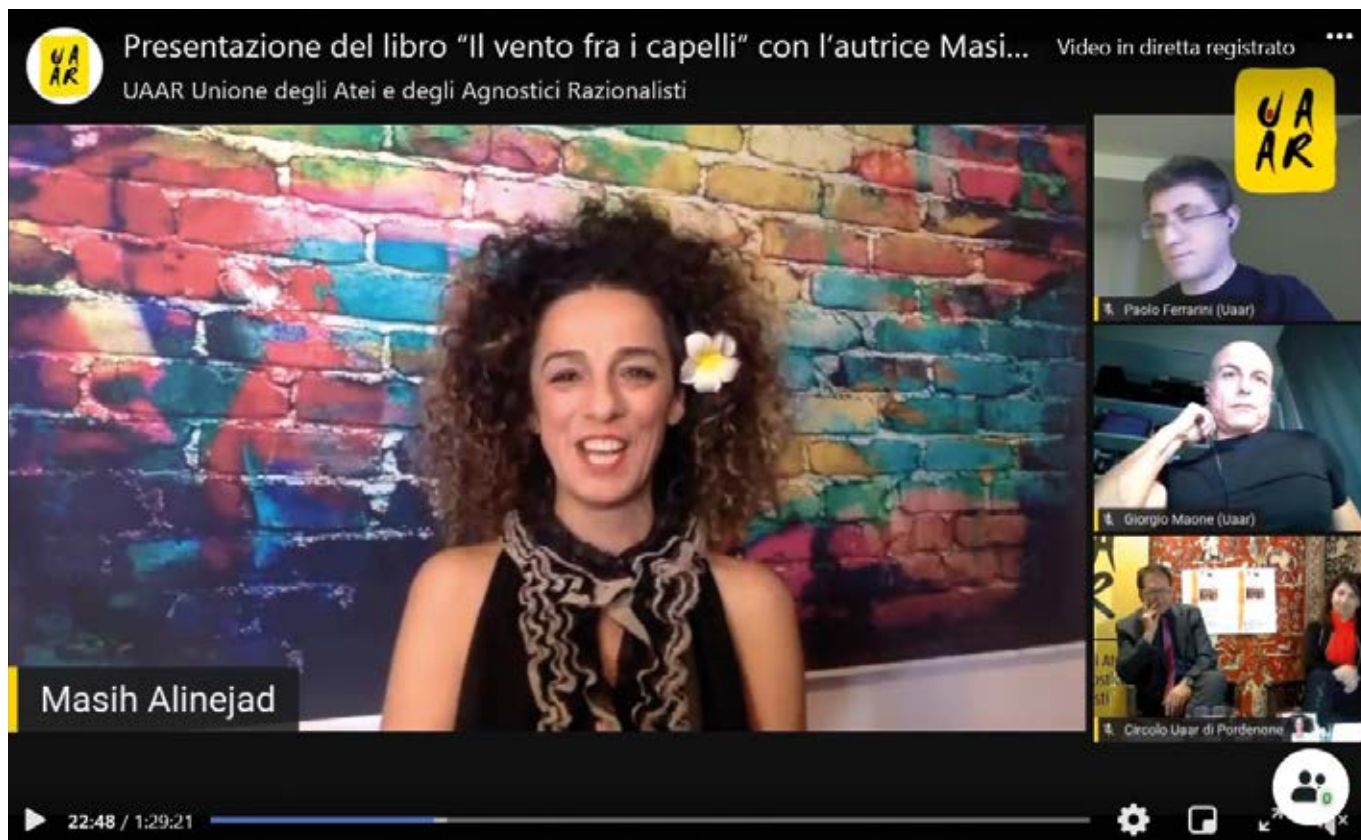 UA
AR
Presentazione del libro “Il vento fra i capelli” con l’autrice Masi...
Video in diretta registrato
UAAR Unione degli Atei e degli Agnostici Razionalisti
UA
AR
Paolo Ferrarini (Uaar)
Giorgio Maone (Uaar)
Masih Alinejad
Circolo Uaar di Pordenone
22:48 / 1:29:21
0